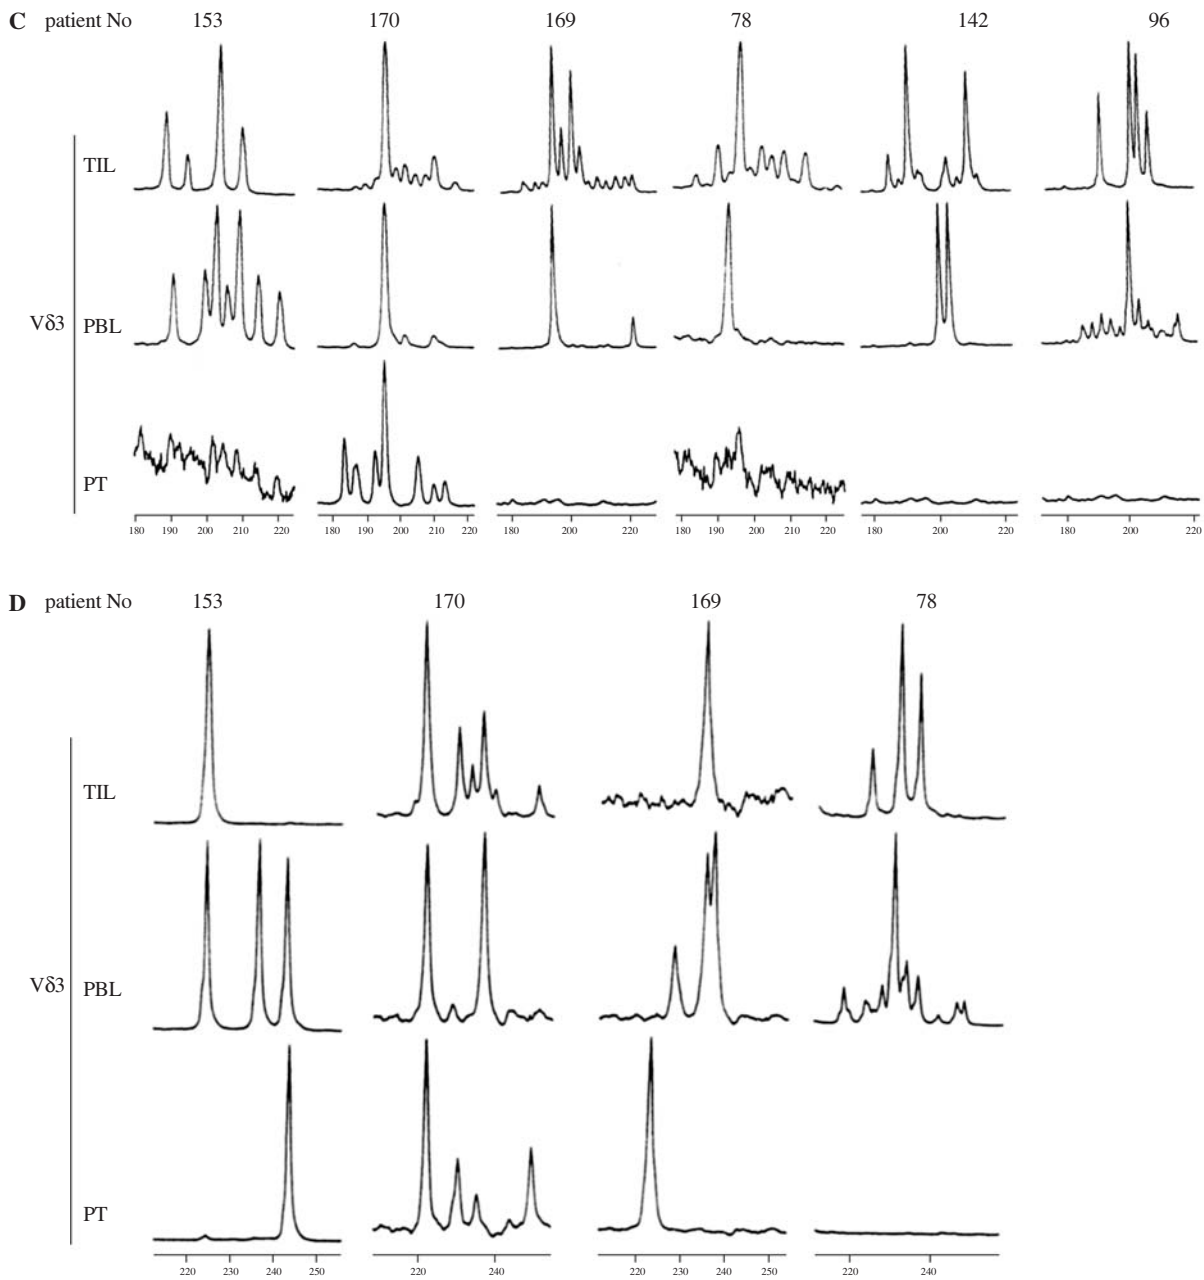 C patient No 153 170 169 78 142 96
TIL
Vδ3 PBL
PT
180 190 200 210 220 180 190 200 210 220 180 200 220 180 190 200 210 220 180 200 220 180 200 220
D patient No 153 170 169 78
TIL
Vδ3 PBL
PT
220 230 240 250 220 240 220 230 240 250 220 240